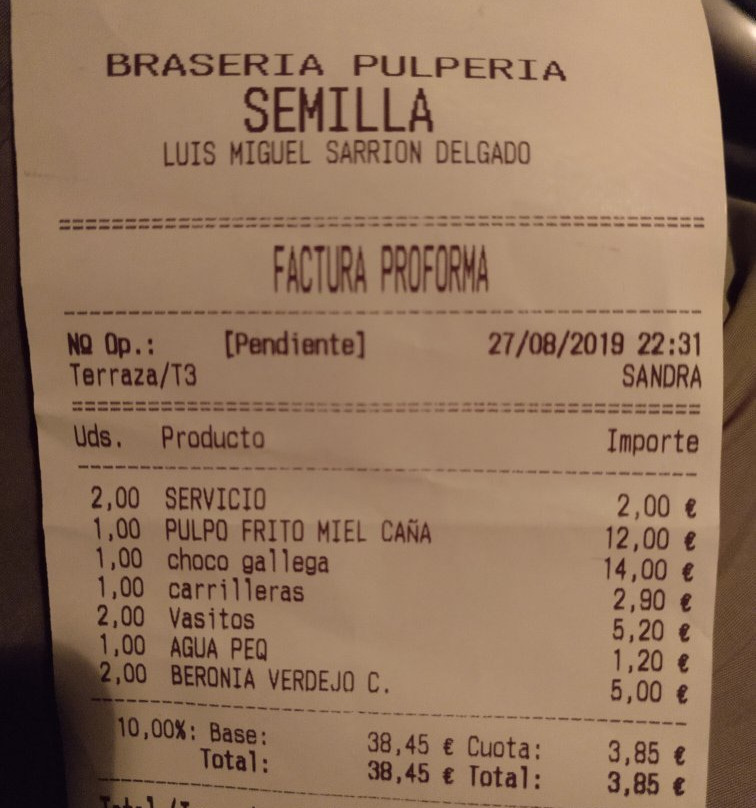 BRASERIA PULPERIA
SEMILLA
LUIS MIGUEL SARRION DELGADO
FACTURA PROFORMA
Nº Op.: [Pendiente] 27/08/2019 22:31
Terraza/T3 SANDRA
Uds. Producto Importe
2,00 SERVICIO 2,00 €
1,00 PULPO FRITO MIEL CAÑA 12,00 €
1,00 choco gallega 14,00 €
1,00 carrilleras 2,90 €
2,00 Vasitos 5,20 €
1,00 AGUA PEQ 1,20 €
2,00 BERONIA VERDEJO C. 5,00 €
10,00%: Base: 38,45 € Cuota: 3,85 €
Total: 38,45 € Total: 3,85 €